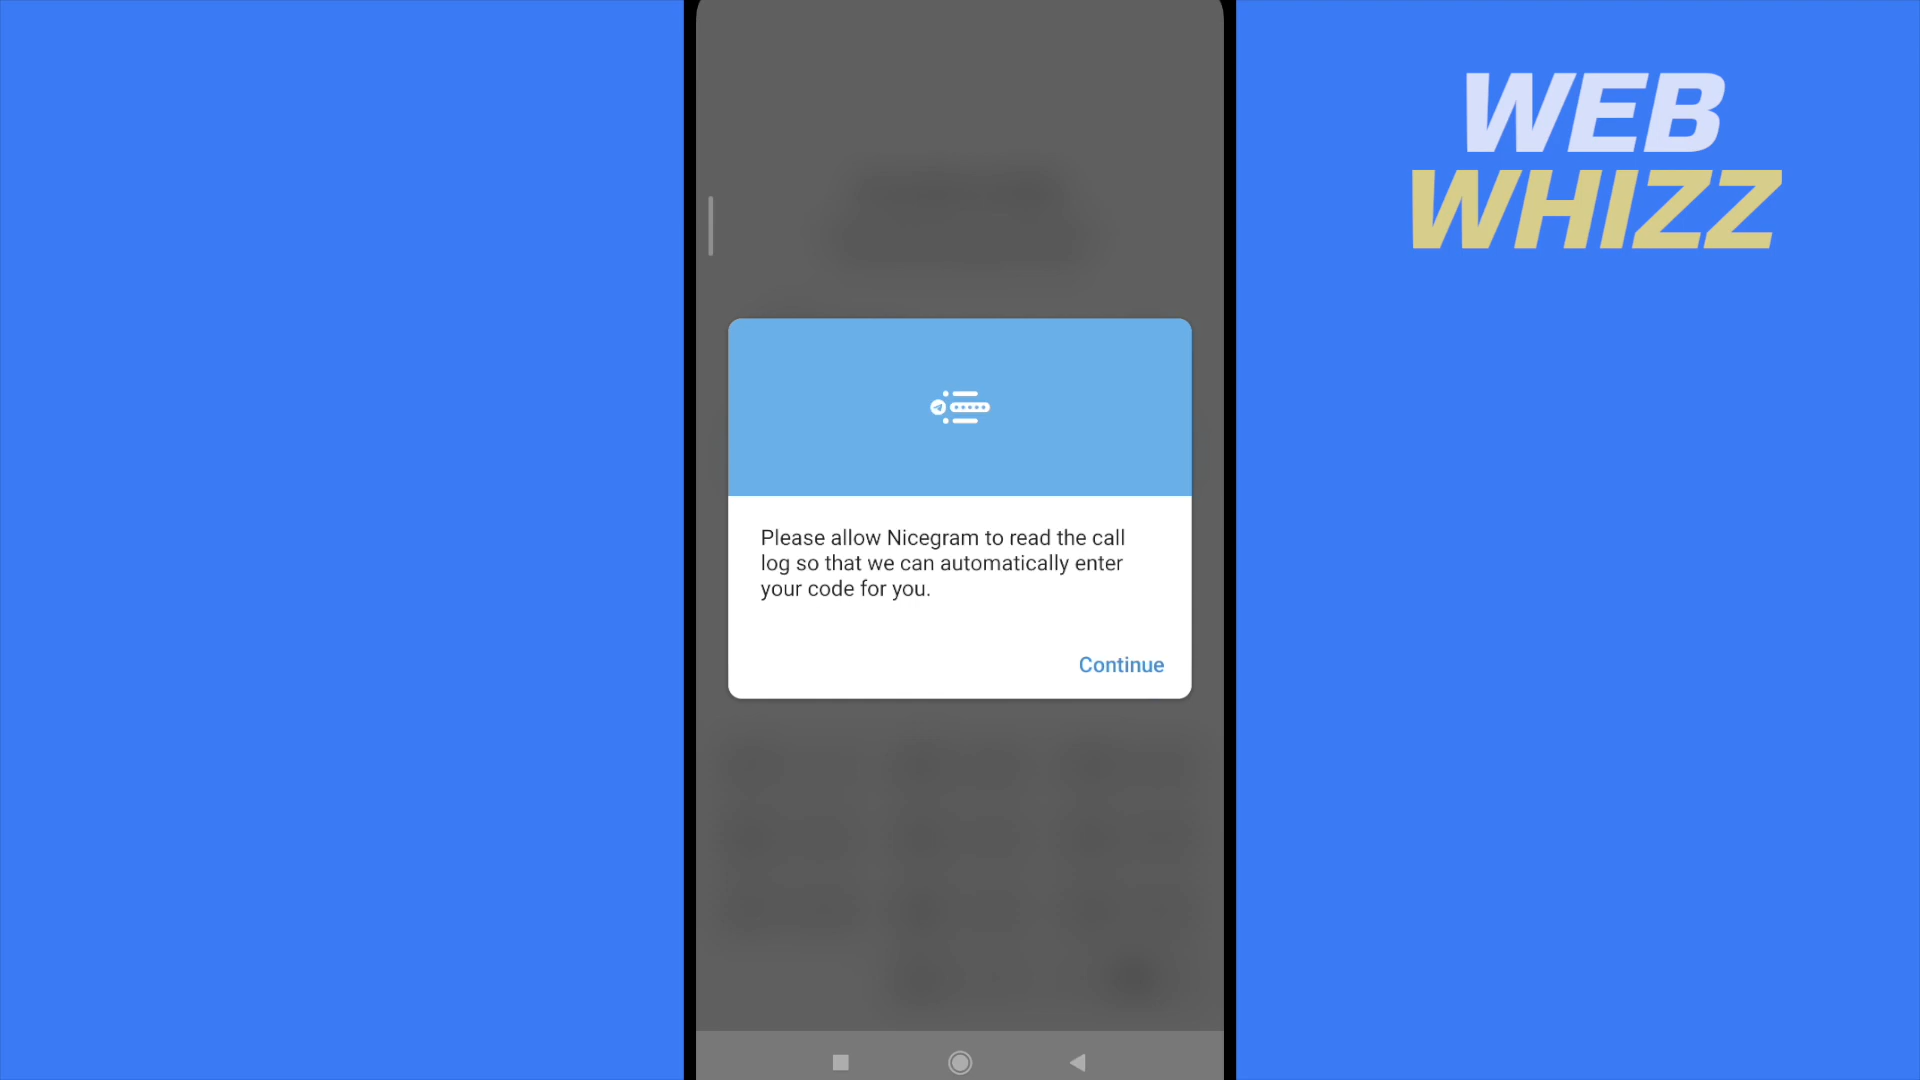 WEB
WHIZZ
Please allow Nicegram to read the call
log so that we can automatically enter
your code for you.
Continue